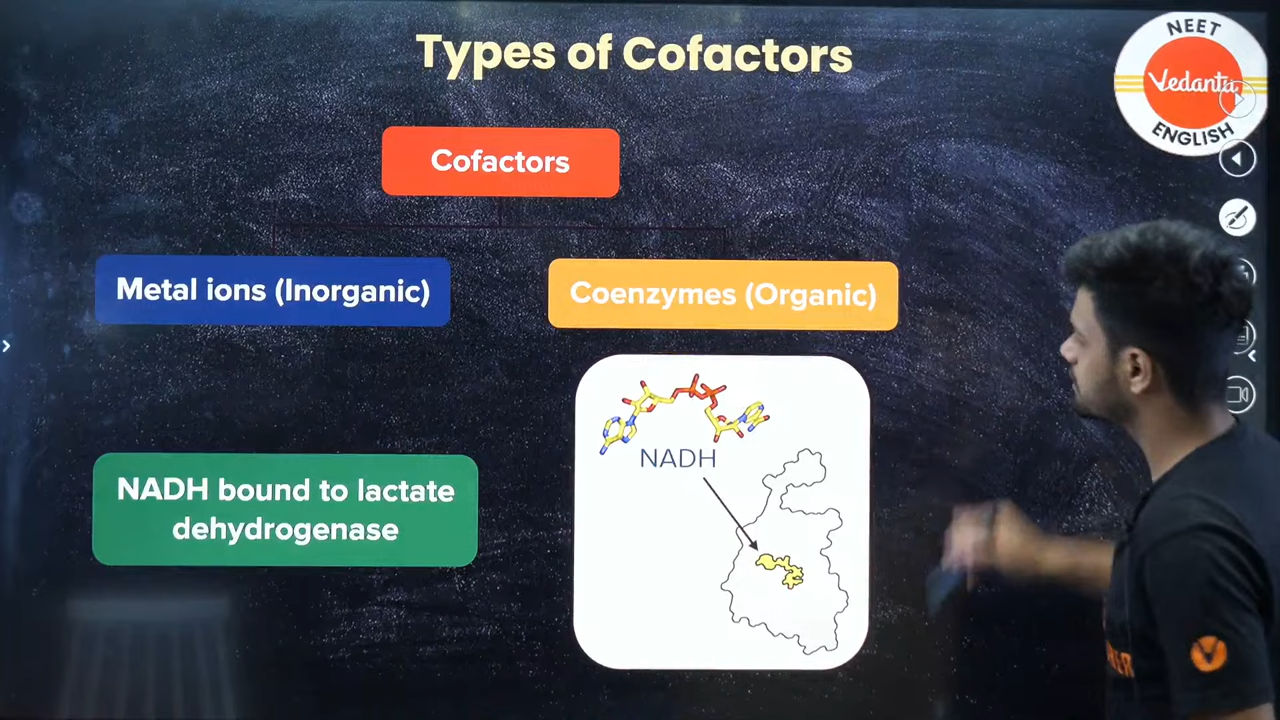 Types of Cofactors
NEET
Vedantu
ENGLISH
Cofactors
Metal ions (Inorganic)
Coenzymes (Organic)
NADH
NADH bound to lactate
dehydrogenase